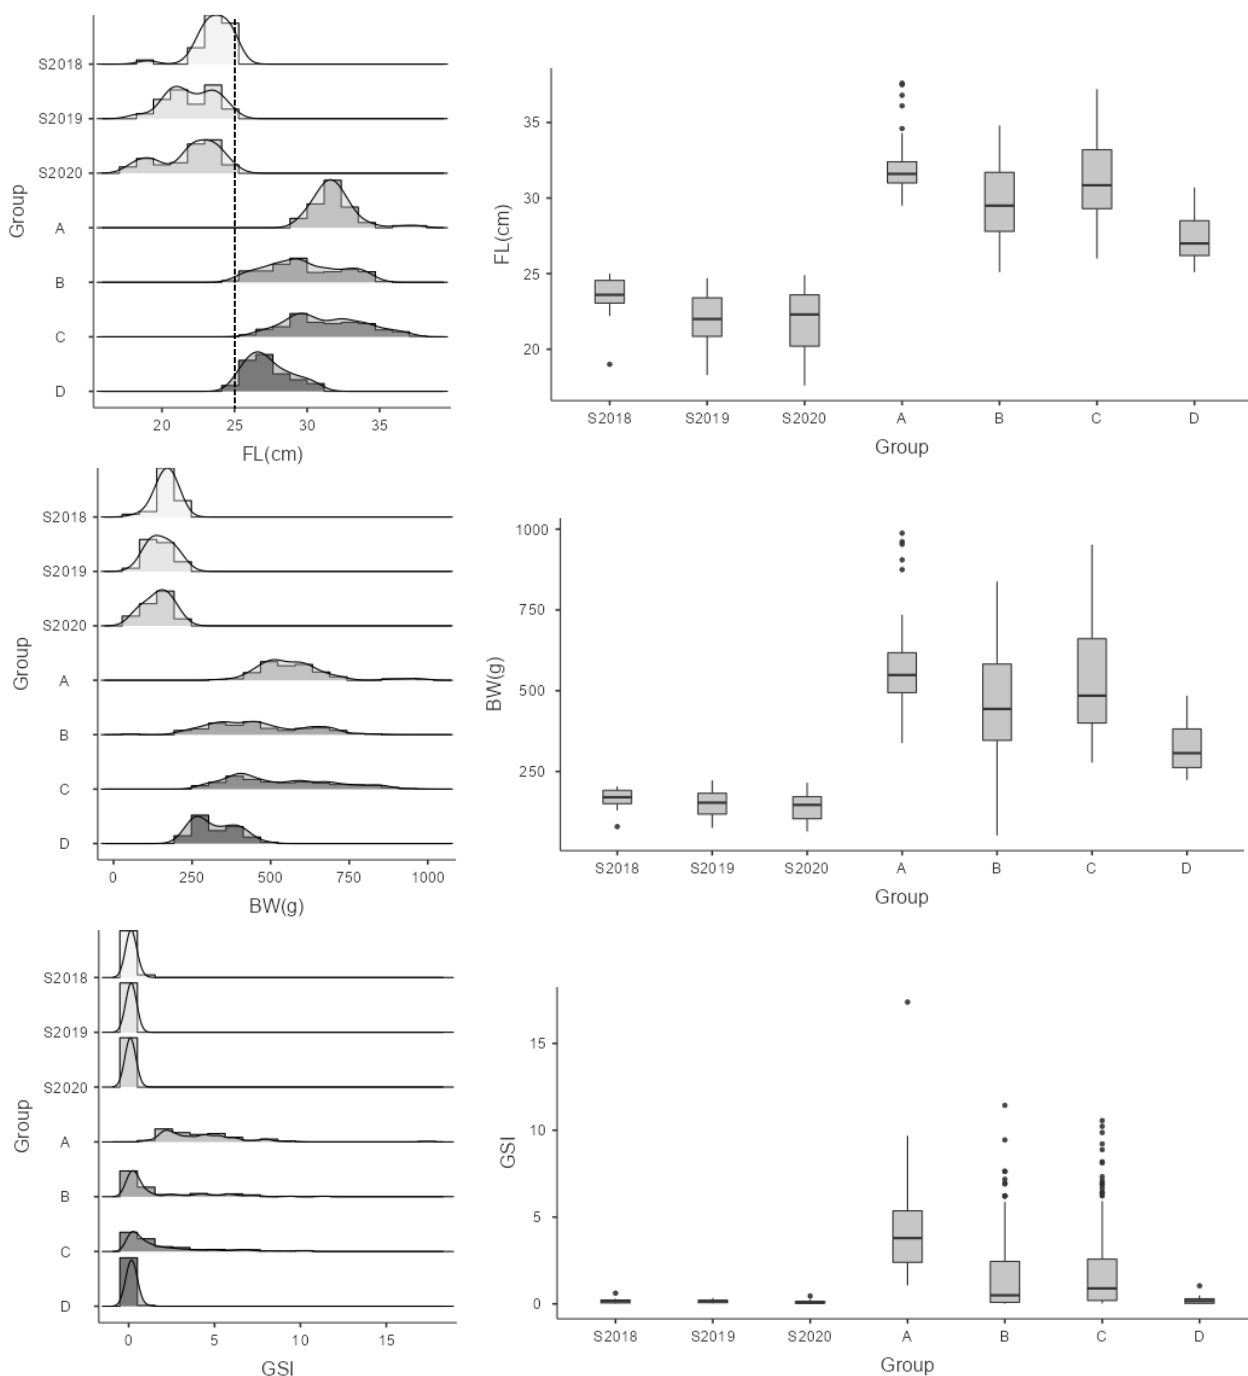 S2018
S2019
S2020
A
B
C
D
Group
20 25 30 35
FL(cm)
35
30
25
20
FL(cm)
S2018 S2019 S2020 A B C D
Group
S2018
S2019
S2020
A
B
C
D
Group
0 250 500 750 1000
BW(g)
1000
750
500
250
BW(g)
S2018 S2019 S2020 A B C D
Group
S2018
S2019
S2020
A
B
C
D
Group
0 5 10 15
GSI
15
10
5
0
GSI
S2018 S2019 S2020 A B C D
Group